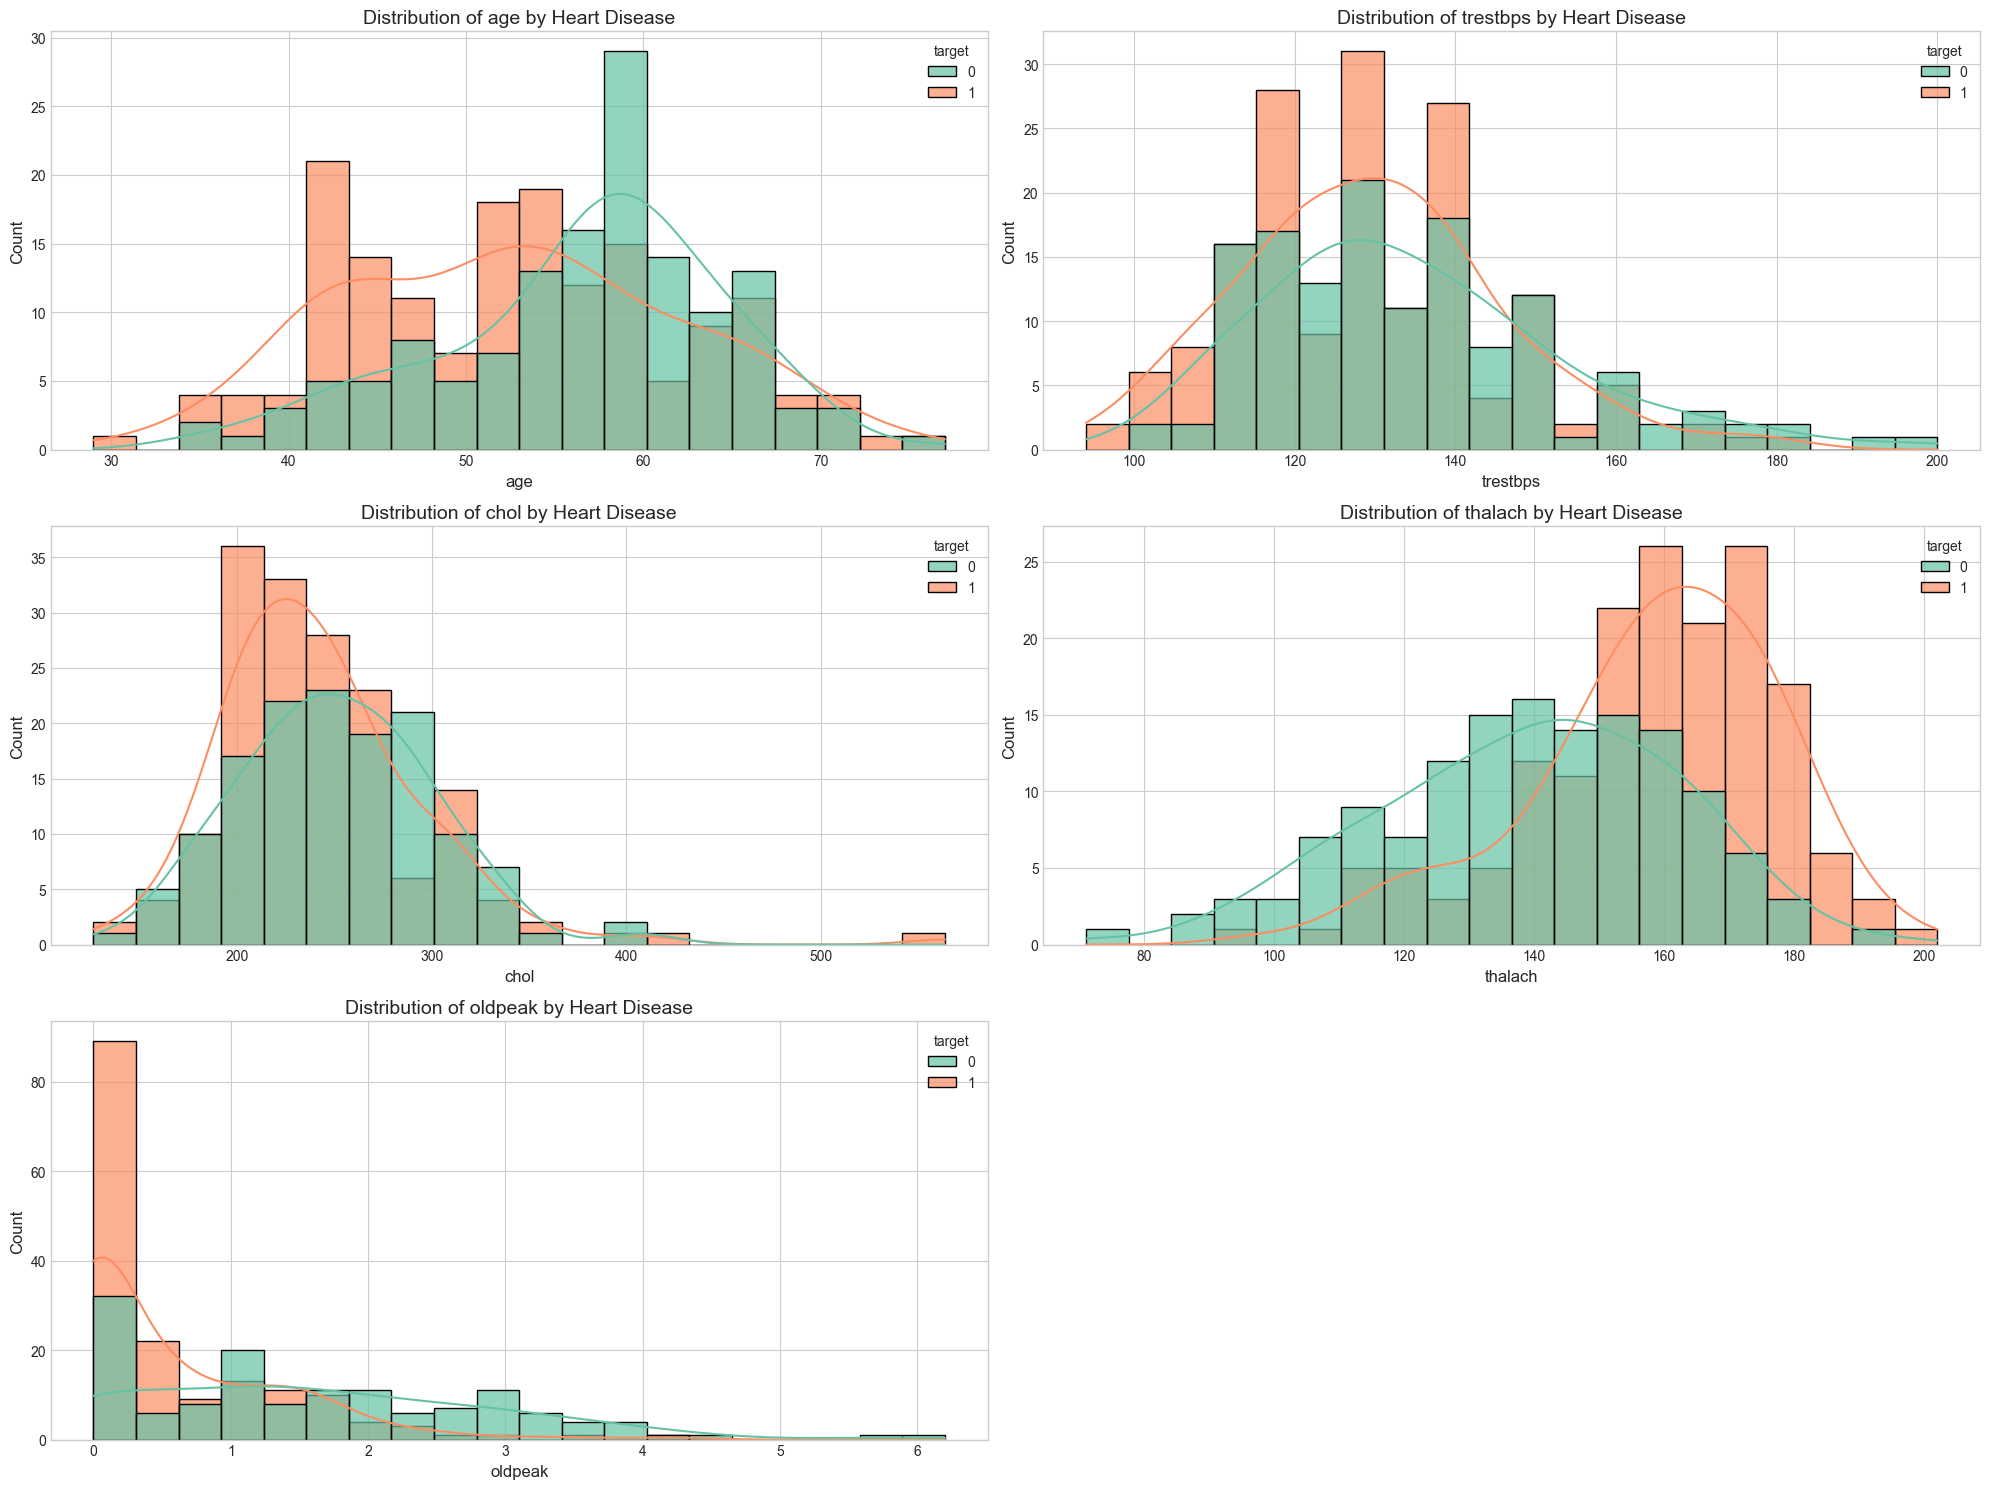 Distribution of age by Heart Disease
30
25
20
15
10
5
0
Count
target
0
1
30 40 50 60 70
age
Distribution of trestbps by Heart Disease
30
25
20
15
10
5
0
Count
target
0
1
100 120 140 160 180 200
trestbps
Distribution of chol by Heart Disease
35
30
25
20
15
10
5
0
Count
target
0
1
200 300 400 500
chol
Distribution of thalach by Heart Disease
25
20
15
10
5
0
Count
target
0
1
80 100 120 140 160 180 200
thalach
Distribution of oldpeak by Heart Disease
80
60
40
20
0
Count
target
0
1
0 1 2 3 4 5 6
oldpeak